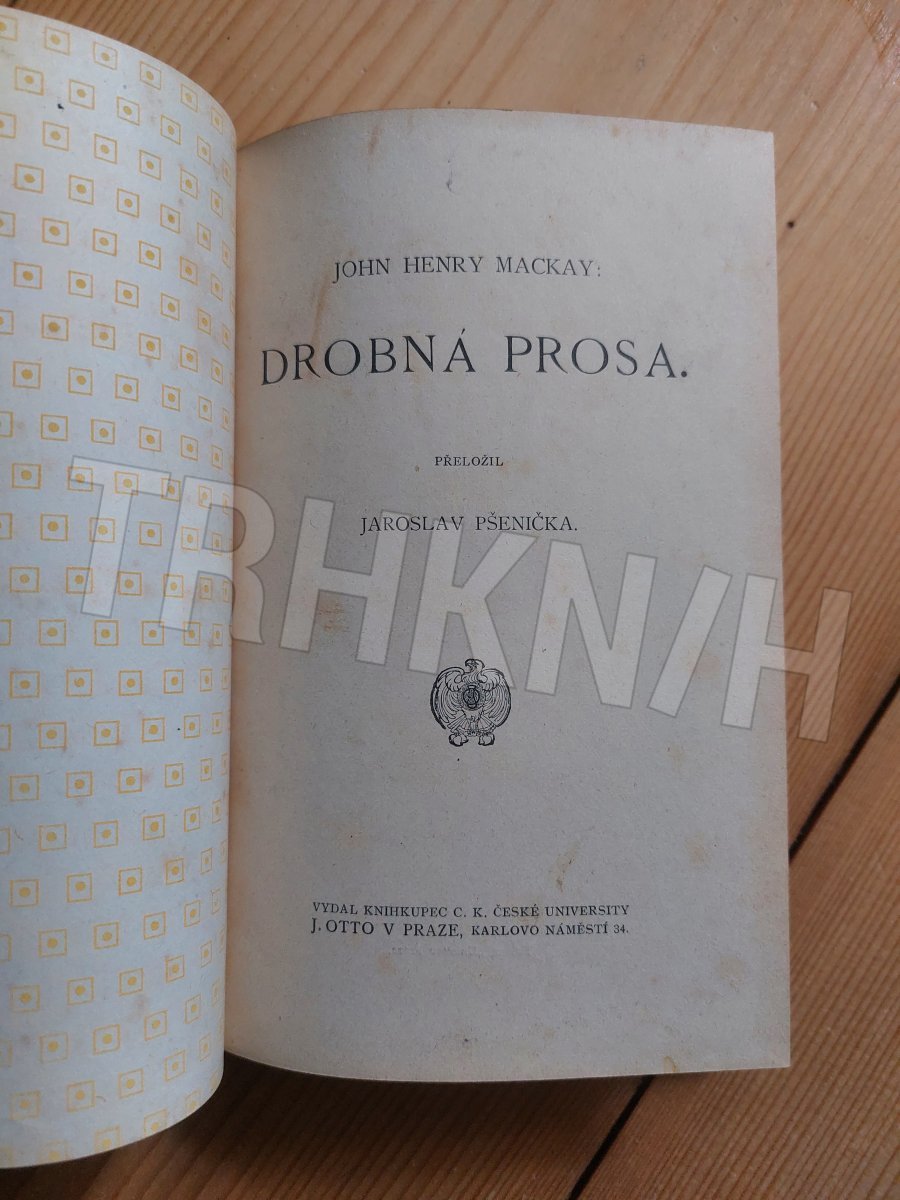 JOHN HENRY MACKAY:
DROBNÁ PROSA.
PŘELOŽIL
JAROSLAV PŠENIČKA.
TRHKNIH
VYDAL KNIHKUPEC C. K. ČESKÉ UNIVERSITY
J. OTTO V PRAZE, KARLOVO NÁMĚSTÍ 34.